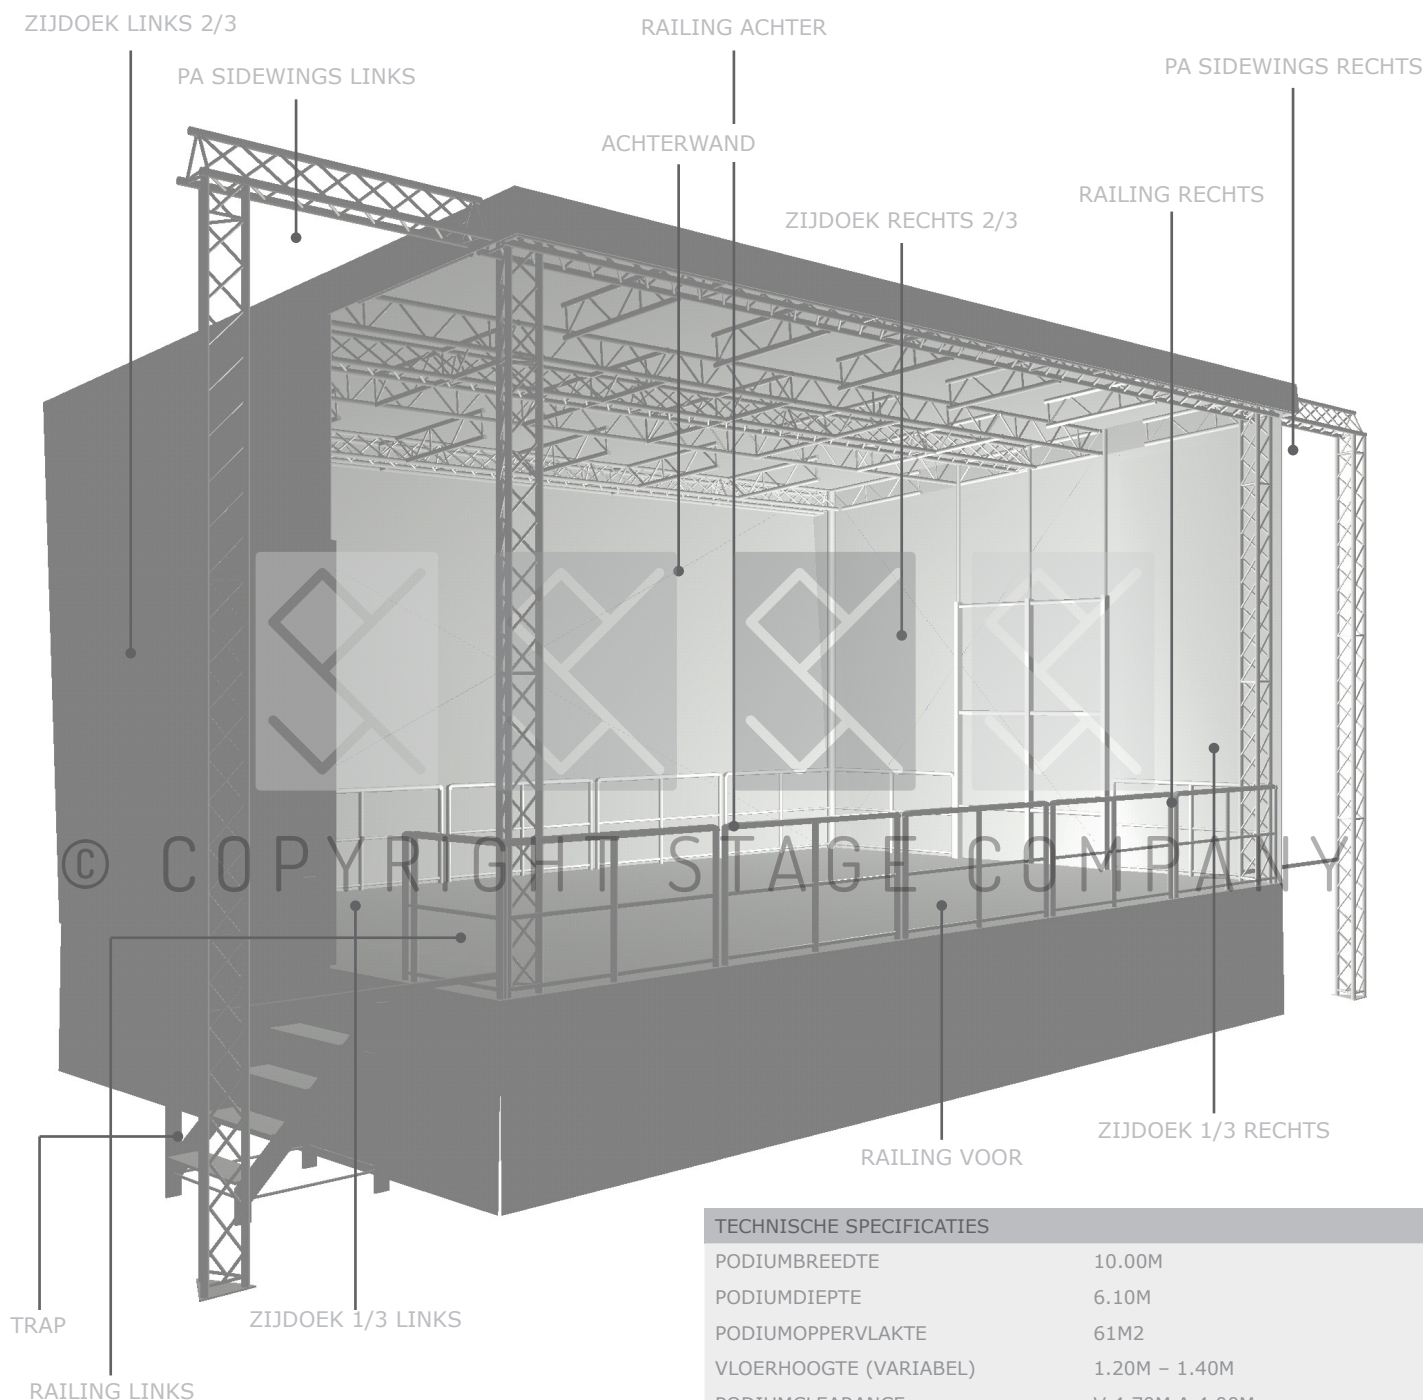 ZIJDOEK LINKS 2/3
RAILING ACHTER
PA SIDEWINGS LINKS
PA SIDEWINGS RECHTS
ACHTERWAND
RAILING RECHTS
ZIJDOEK RECHTS 2/3
© COPYRIGHT STAGE COMPANY
ZIJDOEK 1/3 RECHTS
RAILING VOOR
TECHNISCHE SPECIFICATIES
PODIUMBREEDTE 10.00M
PODIUMDIEPTE 6.10M
PODIUMOPPERVLAKTE 61M2
VLOERHOOGTE (VARIABEL) 1.20M – 1.40M
ZIJDOEK 1/3 LINKS
TRAP
RAILING LINKS